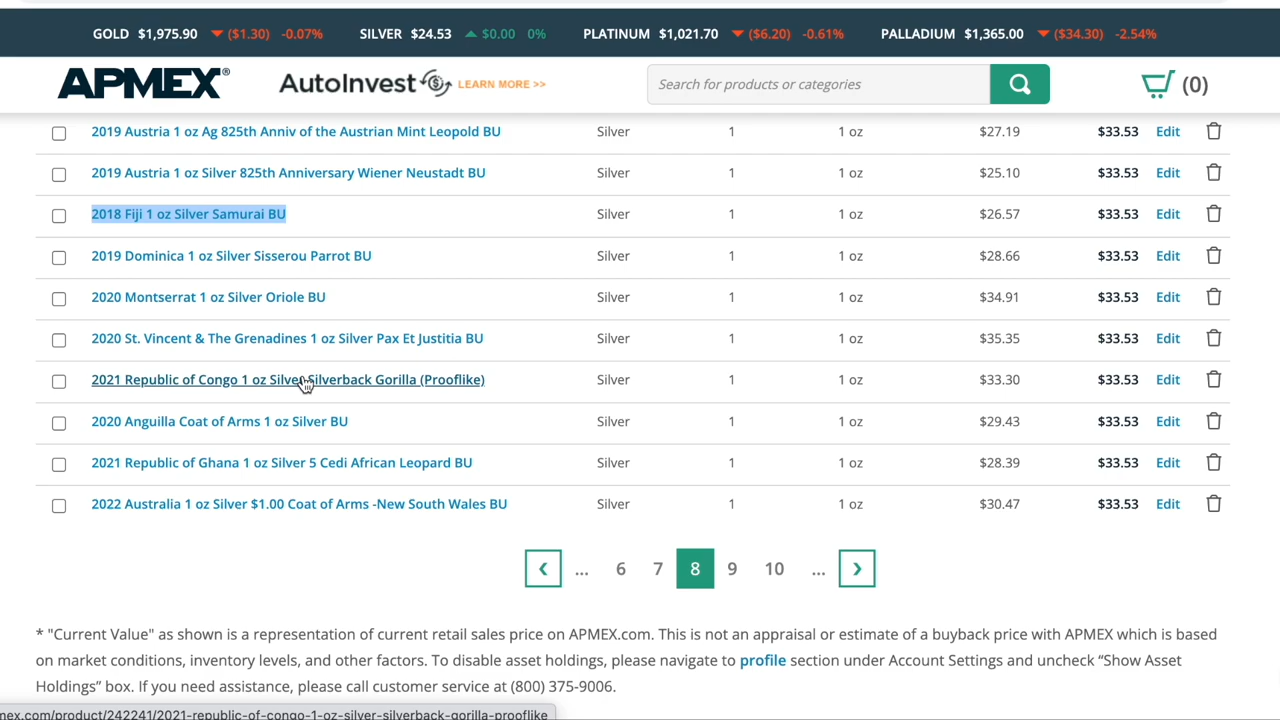 GOLD $1,975.90 ▼ ($1.30) -0.07% SILVER $24.53 ▲ $0.00 0% PLATINUM $1,021.70 ▼ ($6.20) -0.61% PALLADIUM $1,365.00 ▼ ($34.30) -2.54%
APMEX® AutoInvest LEARN MORE >> Search for products or categories (0)
2019 Austria 1 oz Ag 825th Anniv of the Austrian Mint Leopold BU Silver 1 1 oz $27.19 $33.53 Edit
2019 Austria 1 oz Silver 825th Anniversary Wiener Neustadt BU Silver 1 1 oz $25.10 $33.53 Edit
2018 Fiji 1 oz Silver Samurai BU Silver 1 1 oz $26.57 $33.53 Edit
2019 Dominica 1 oz Silver Sisserou Parrot BU Silver 1 1 oz $28.66 $33.53 Edit
2020 Montserrat 1 oz Silver Oriole BU Silver 1 1 oz $34.91 $33.53 Edit
2020 St. Vincent & The Grenadines 1 oz Silver Pax Et Justitia BU Silver 1 1 oz $35.35 $33.53 Edit
2021 Republic of Congo 1 oz Silver Silverback Gorilla (Prooflike) Silver 1 1 oz $33.30 $33.53 Edit
2020 Anguilla Coat of Arms 1 oz Silver BU Silver 1 1 oz $29.43 $33.53 Edit
2021 Republic of Ghana 1 oz Silver 5 Cedi African Leopard BU Silver 1 1 oz $28.39 $33.53 Edit
2022 Australia 1 oz Silver $1.00 Coat of Arms -New South Wales BU Silver 1 1 oz $30.47 $33.53 Edit
‹ ... 6 7 8 9 10 ... ›
* "Current Value" as shown is a representation of current retail sales price on APMEX.com. This is not an appraisal or estimate of a buyback price with APMEX which is based
on market conditions, inventory levels, and other factors. To disable asset holdings, please navigate to profile section under Account Settings and uncheck “Show Asset
Holdings” box. If you need assistance, please call customer service at (800) 375-9006.
mex.com/product/242241/2021-republic-of-congo-1-oz-silver-silverback-gorilla-prooflike